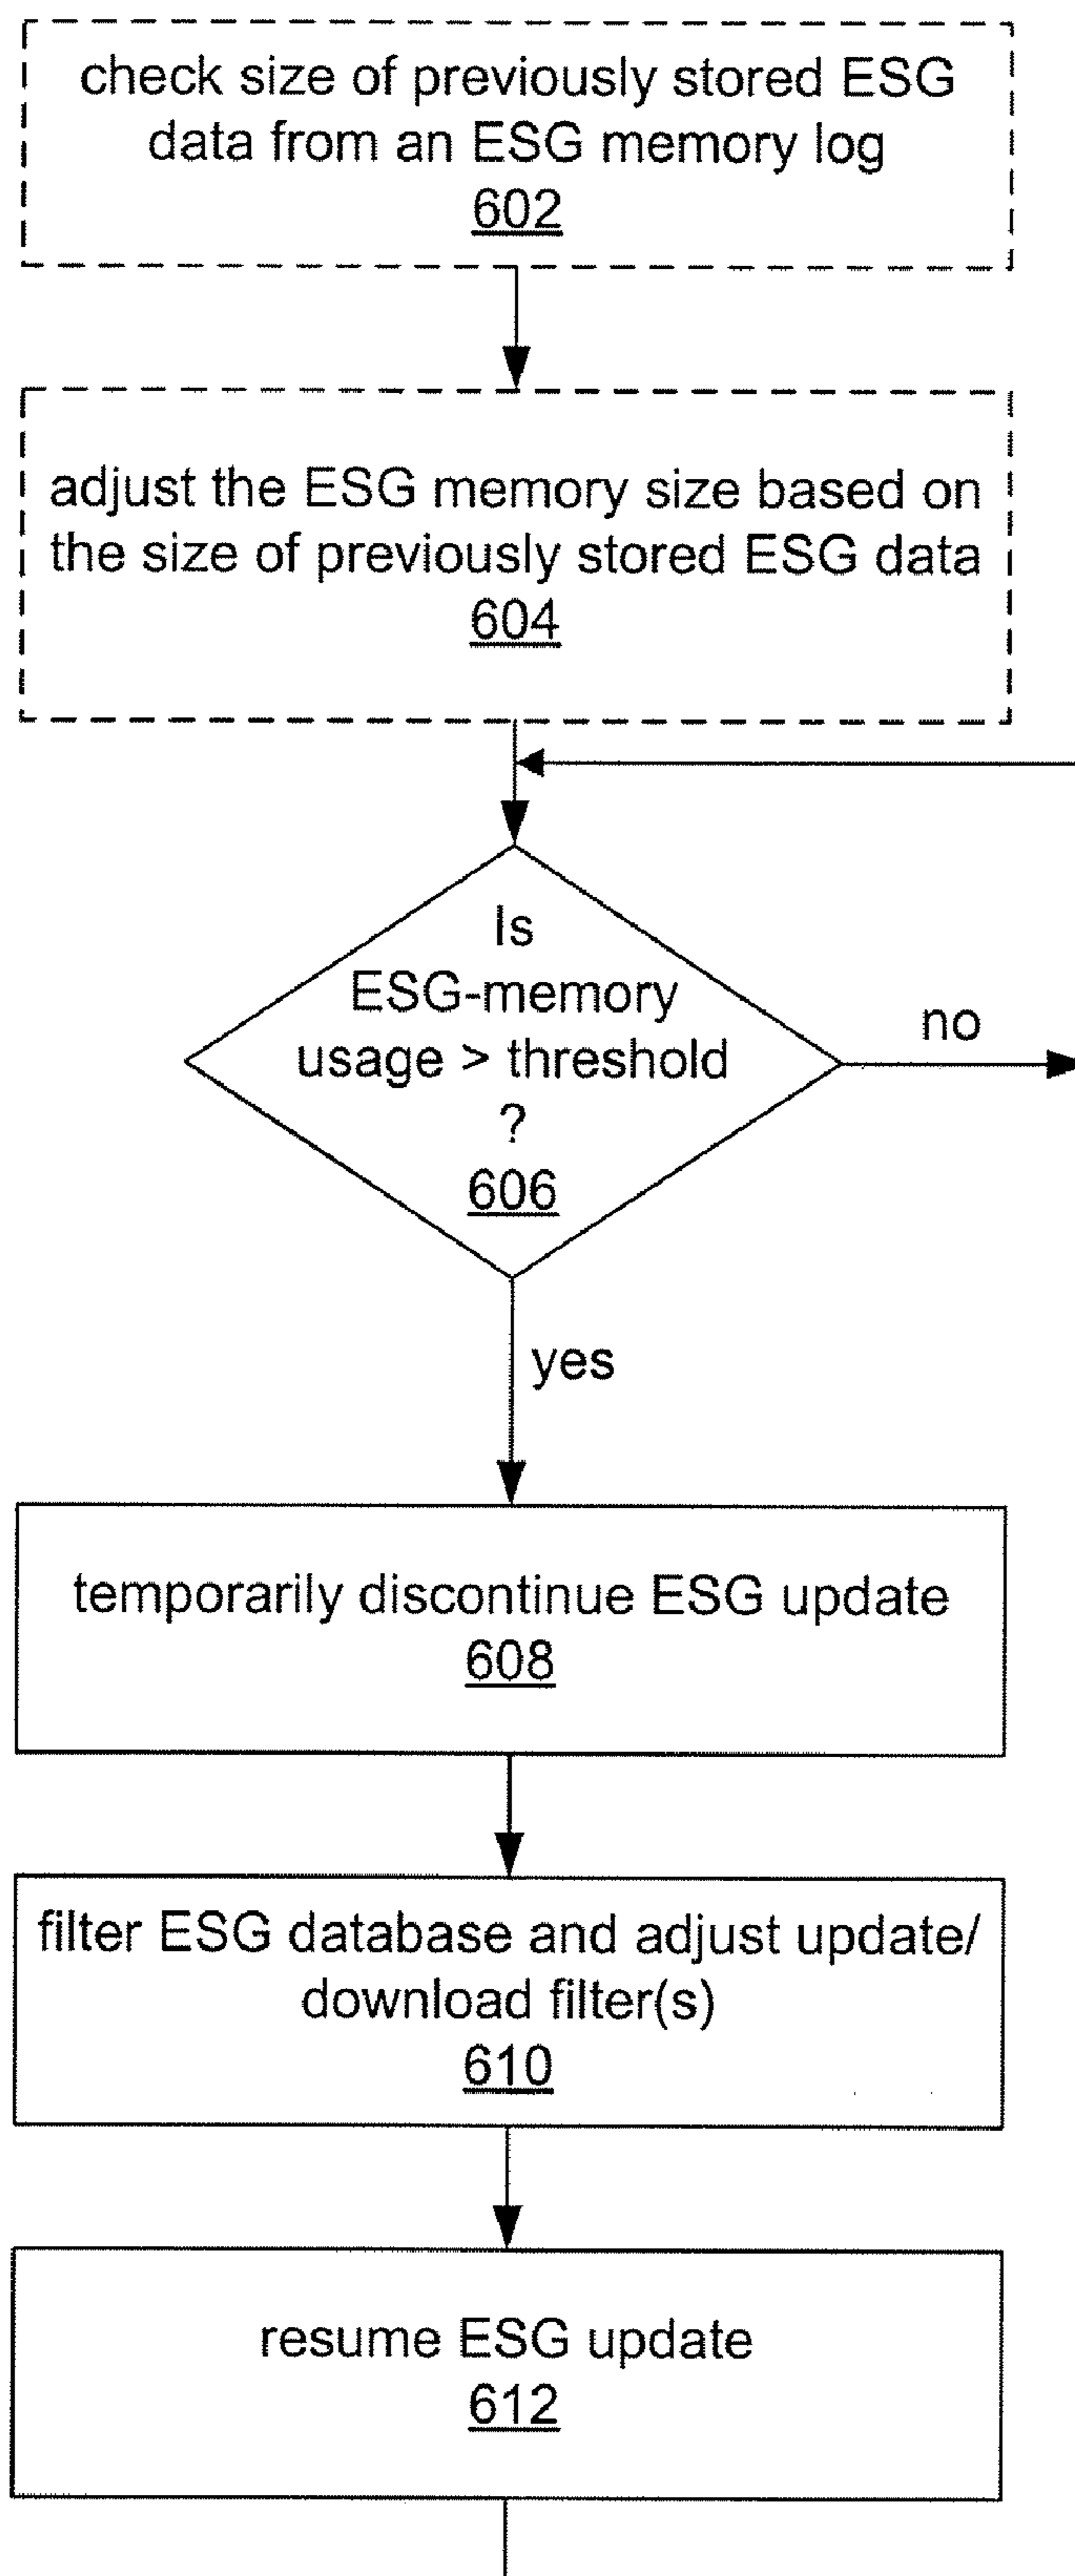 check size of previously stored ESG
data from an ESG memory log
602
adjust the ESG memory size based on
the size of previously stored ESG data
604
Is
ESG-memory
usage > threshold
?
606
no
yes
temporarily discontinue ESG update
608
filter ESG database and adjust update/
download filter(s)
610
resume ESG update
612